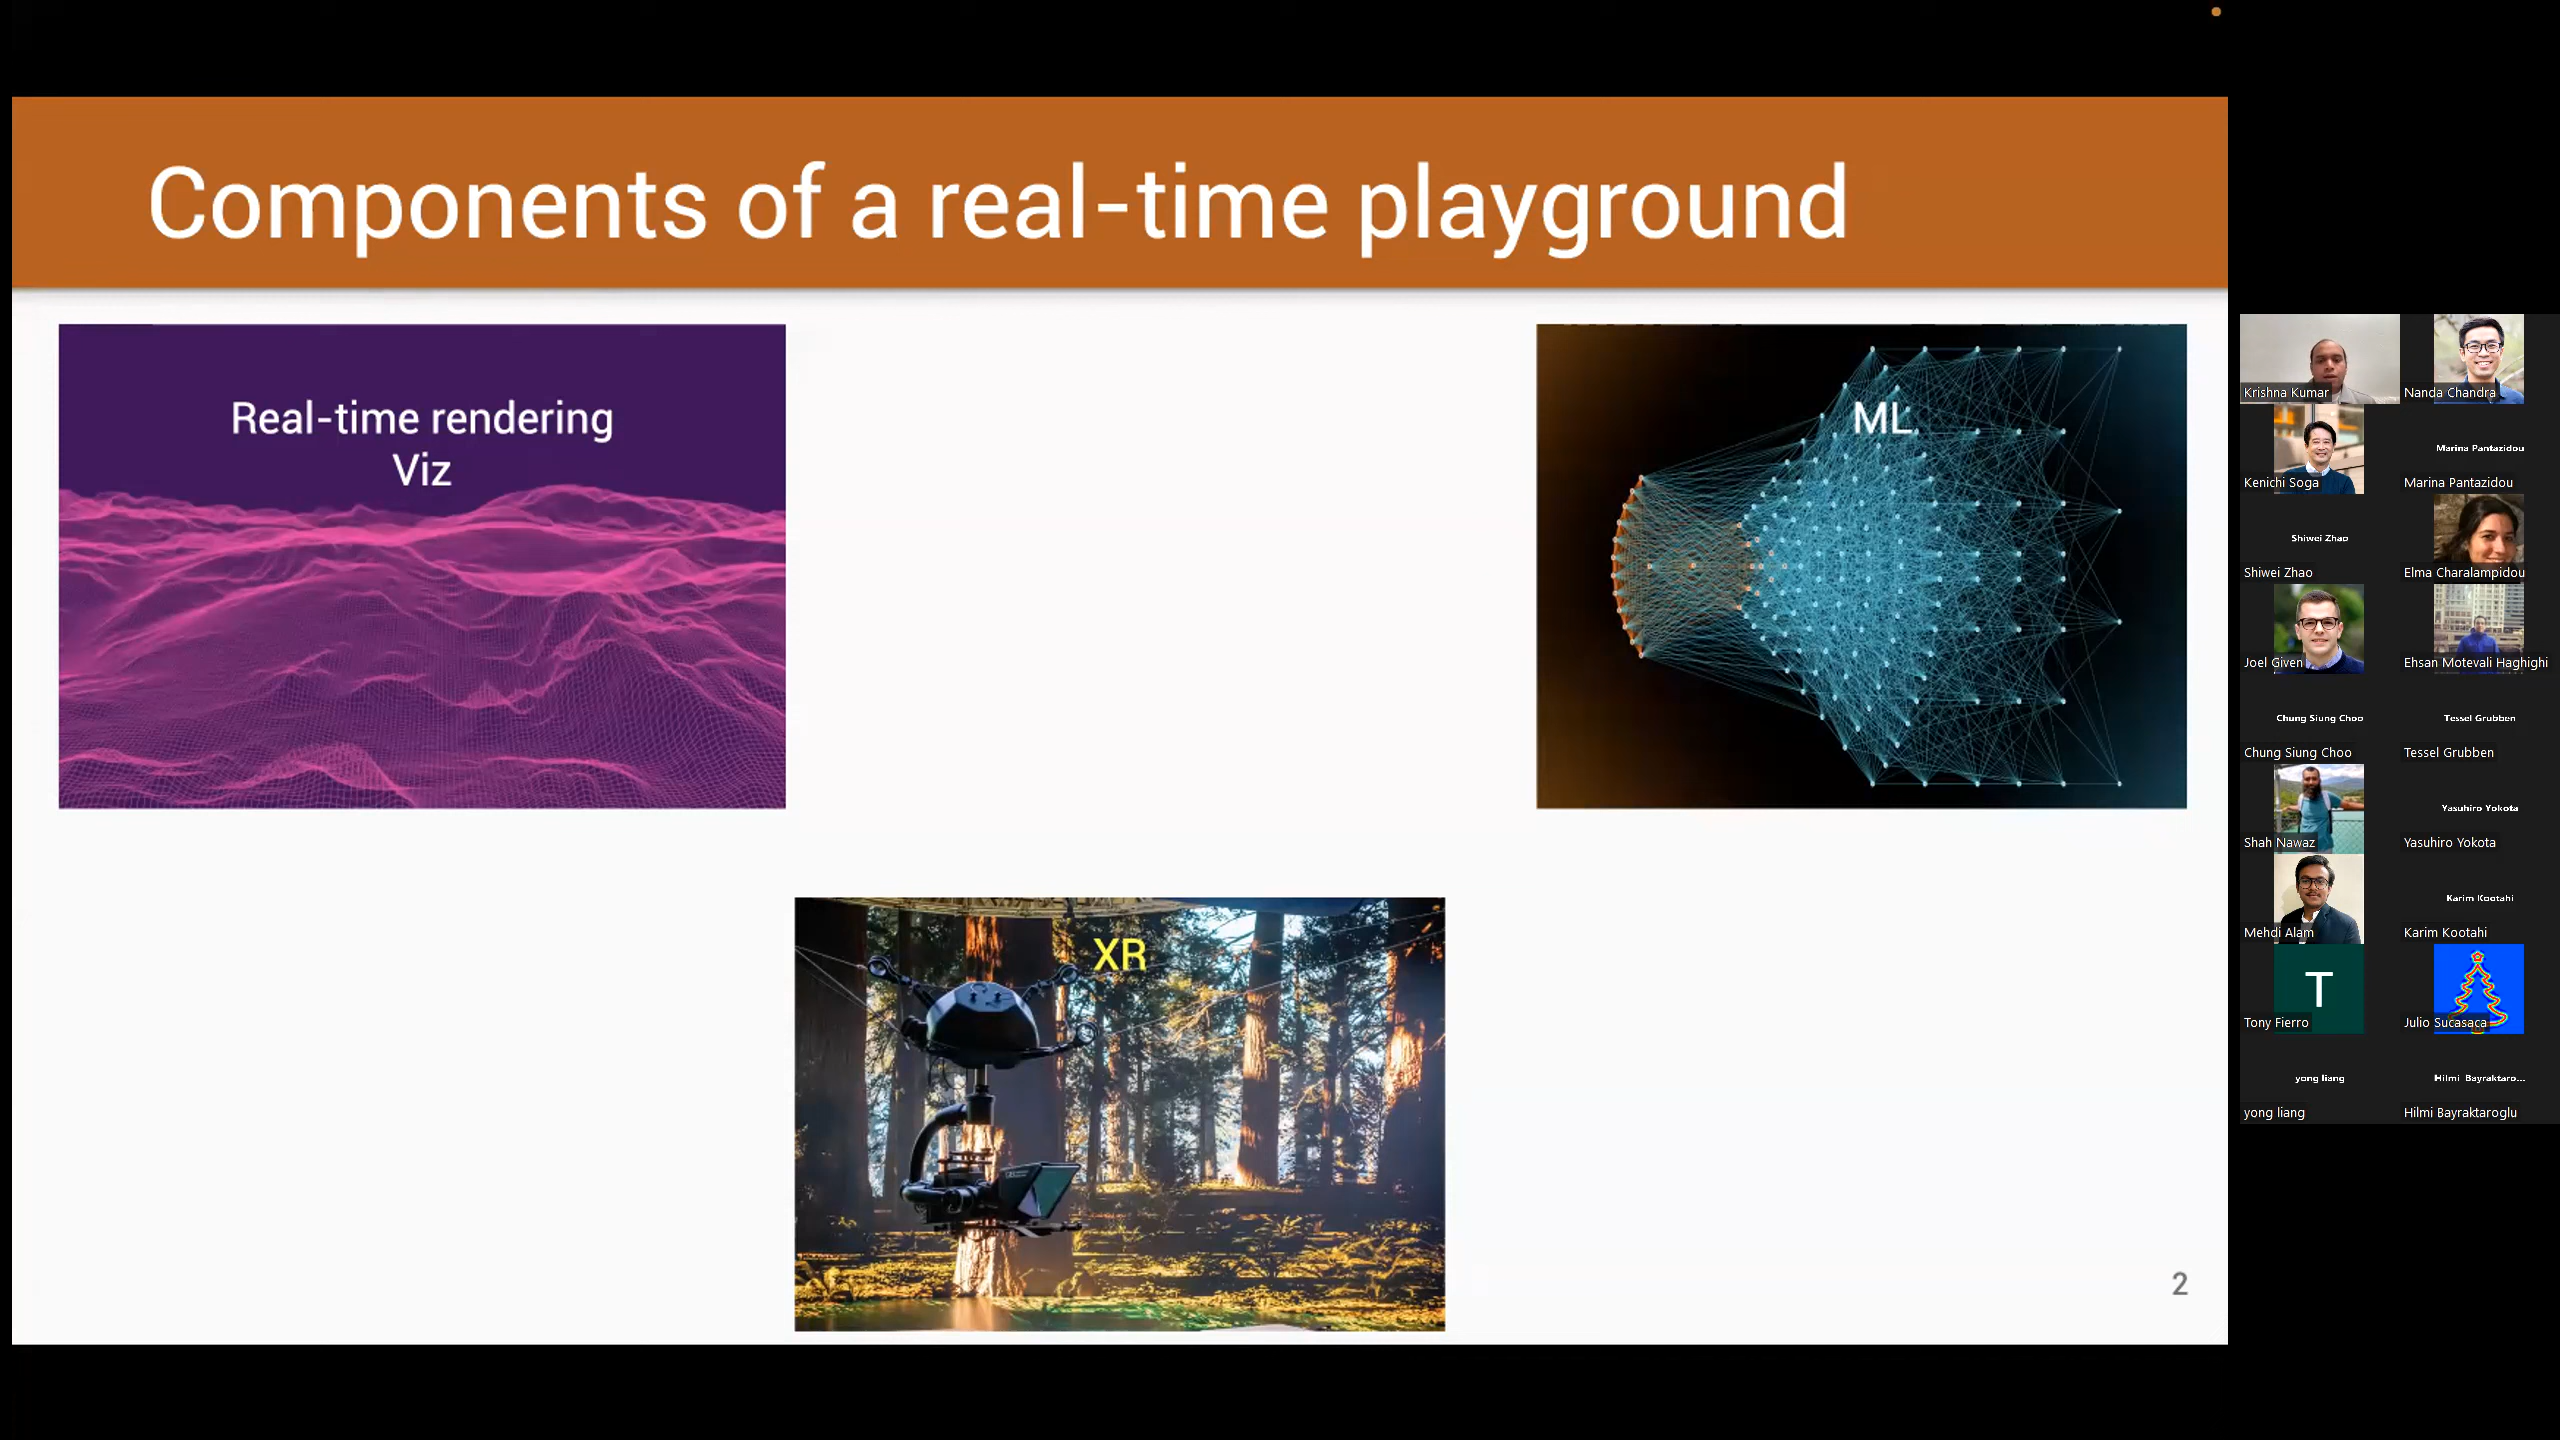 Components of a real-time playground
Real-time rendering
Viz
ML
XR
2
Krishna Kumar
Nanda Chandra
Kenichi Soga
Marina Pantazidou
Marina Pantazidou
Shiwei Zhao
Shiwei Zhao
Elma Charalampidou
Joel Given
Ehsan Motevali Haghighi
Chung Siung Choo
Chung Siung Choo
Tessel Grubben
Tessel Grubben
Shah Nawaz
Yasuhiro Yokota
Yasuhiro Yokota
Mehdi Alam
Karim Kootahi
Karim Kootahi
T
Tony Fierro
Julio Sucasaca
yong liang
yong liang
Hilmi Bayraktaro...
Hilmi Bayraktaroglu